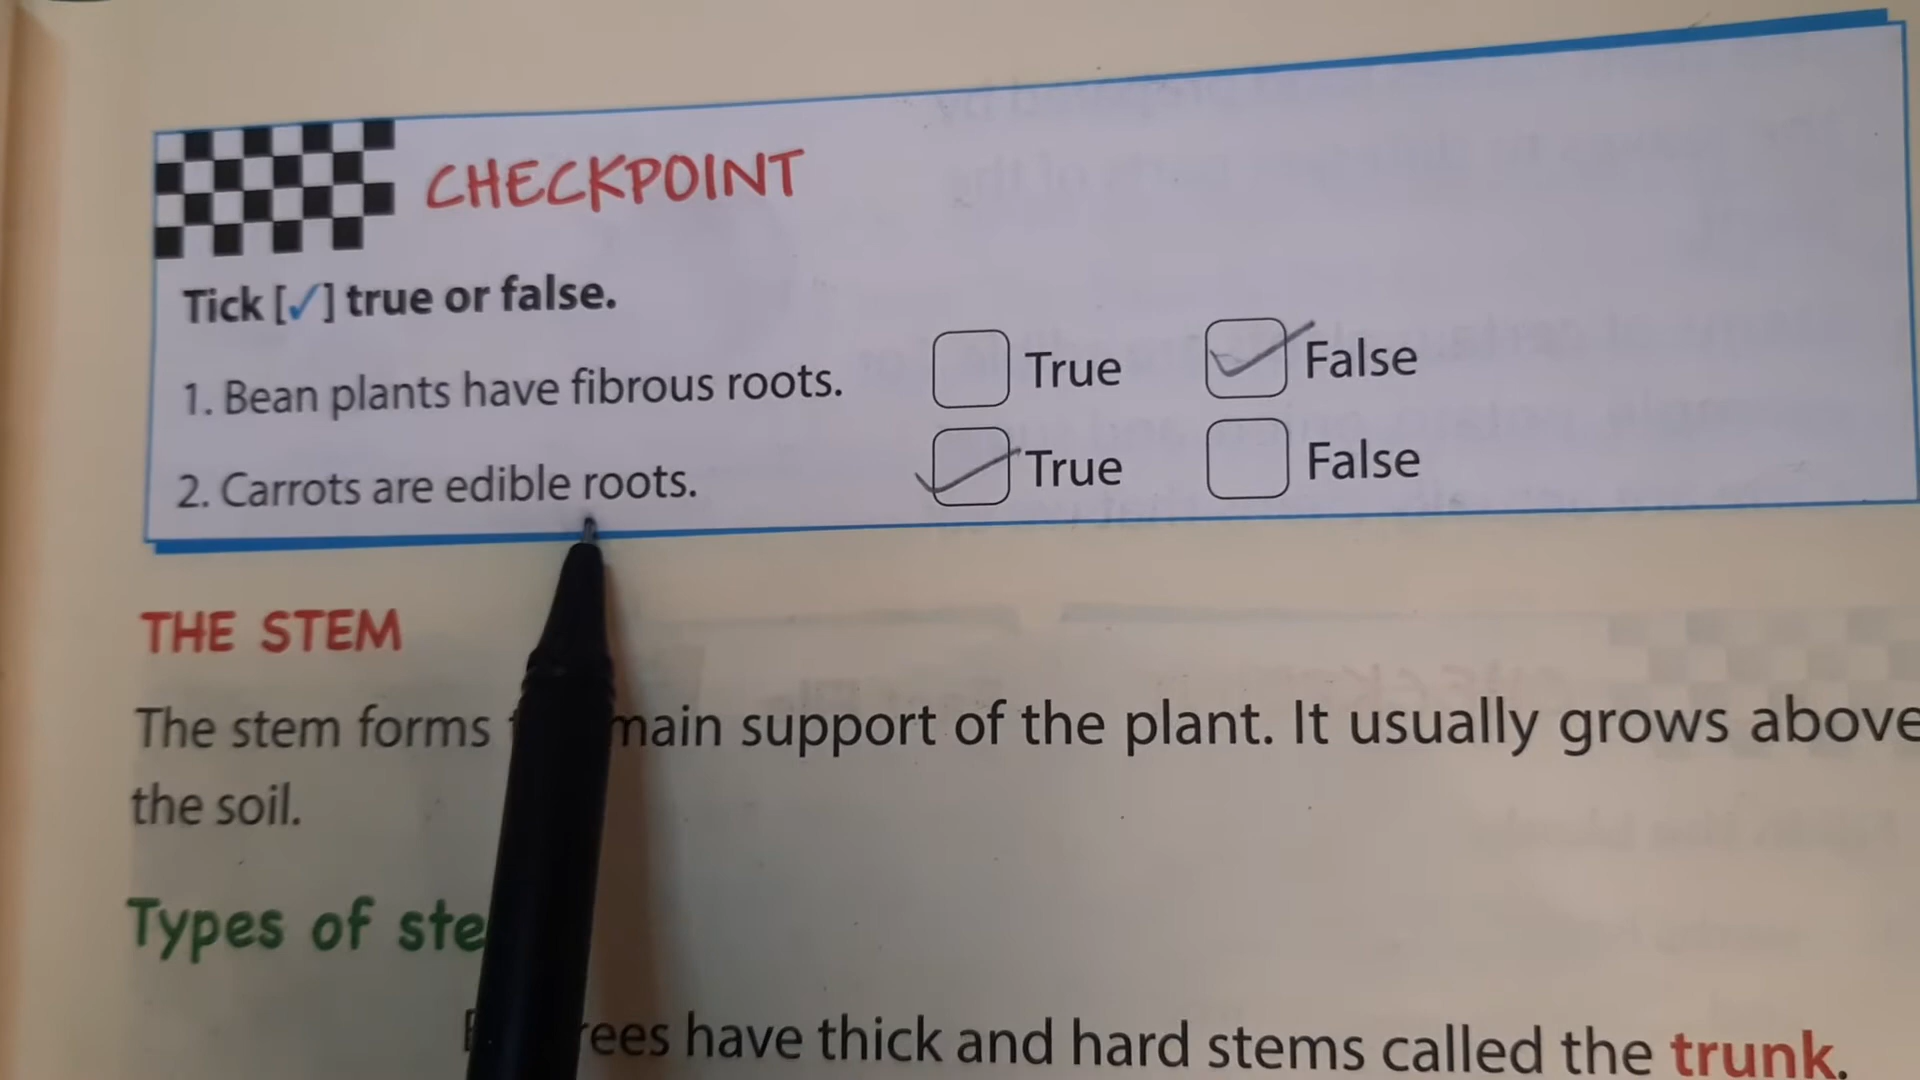 CHECKPOINT
Tick [✓] true or false.
1. Bean plants have fibrous roots. True False
2. Carrots are edible roots. True False
THE STEM
The stem forms main support of the plant. It usually grows above
the soil.
Types of
have thick and hard stems called the trunk.